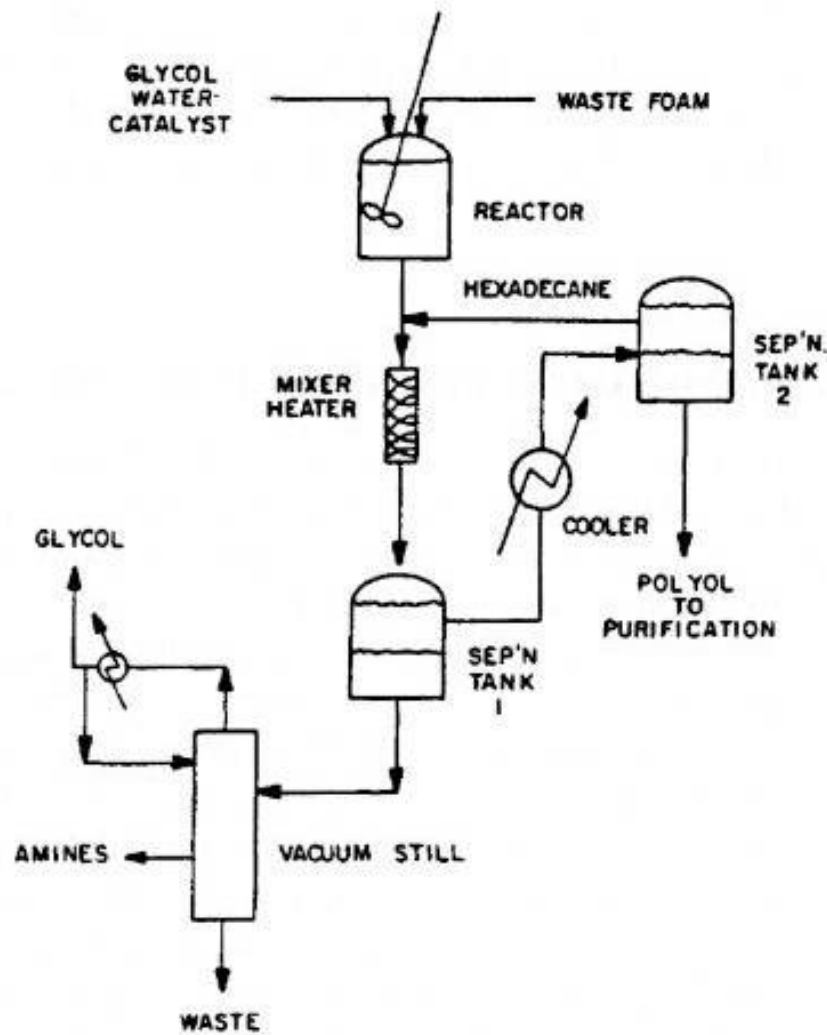 GLYCOL
WATER-
CATALYST
WASTE FOAM
REACTOR
HEXADECANE
SEP'N.
TANK
2
MIXER
HEATER
COOLER
GLYCOL
POLYOL
TO
PURIFICATION
SEP'N
TANK
1
AMINES
VACUUM STILL
WASTE